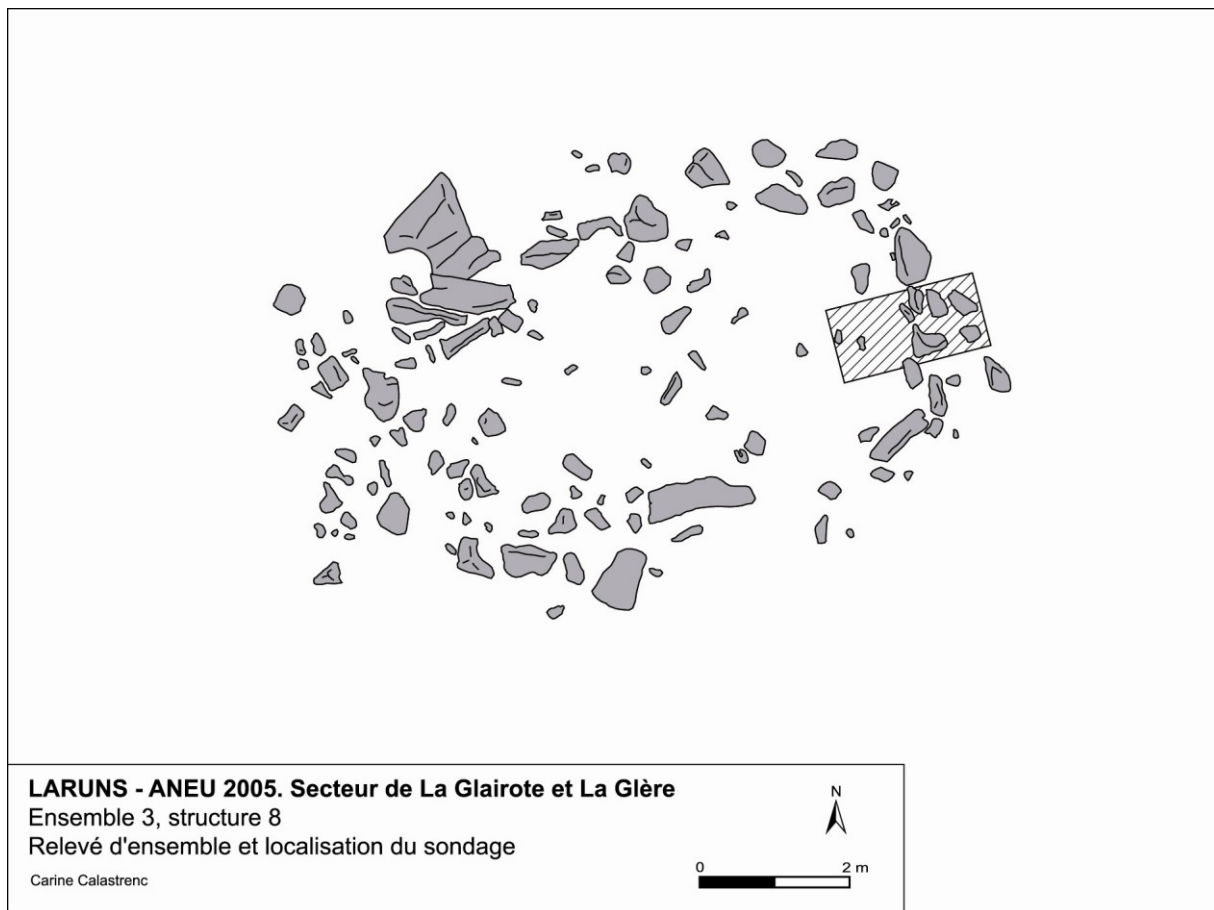 LARUNS - ANEU 2005. Secteur de La Glairote et La Glère
Ensemble 3, structure 8
Relevé d'ensemble et localisation du sondage
Carine Calastrenc
N
0 2 m